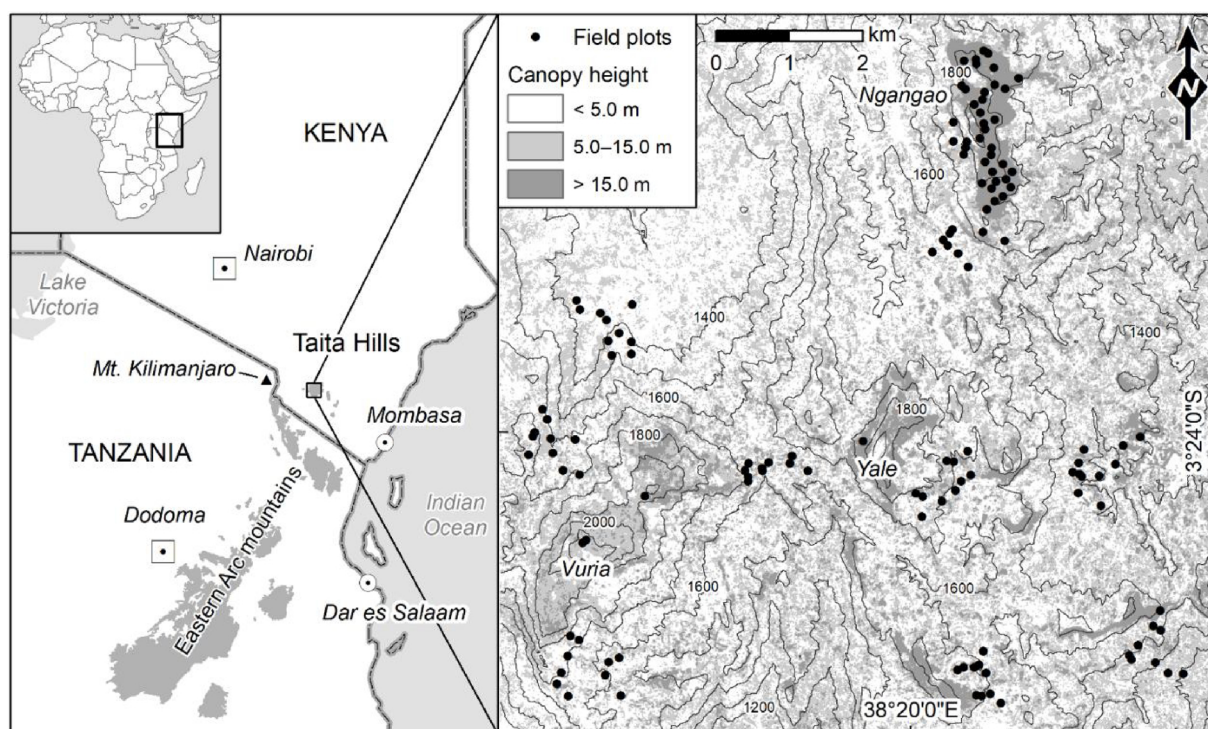 KENYA
Nairobi
Lake
Victoria
Taita Hills
Mt. Kilimanjaro
Mombasa
TANZANIA
Indian
Ocean
Dodoma
Eastern Arc mountains
Dar es Salaam
Field plots
Canopy height
< 5.0 m
5.0–15.0 m
> 15.0 m
km
0 1 2
N
1800
Ngangao
1600
1400
1400
1600
1800
1800
3°24'0"S
Yale
2000
Vuria
1600
1600
38°20'0"E
1200